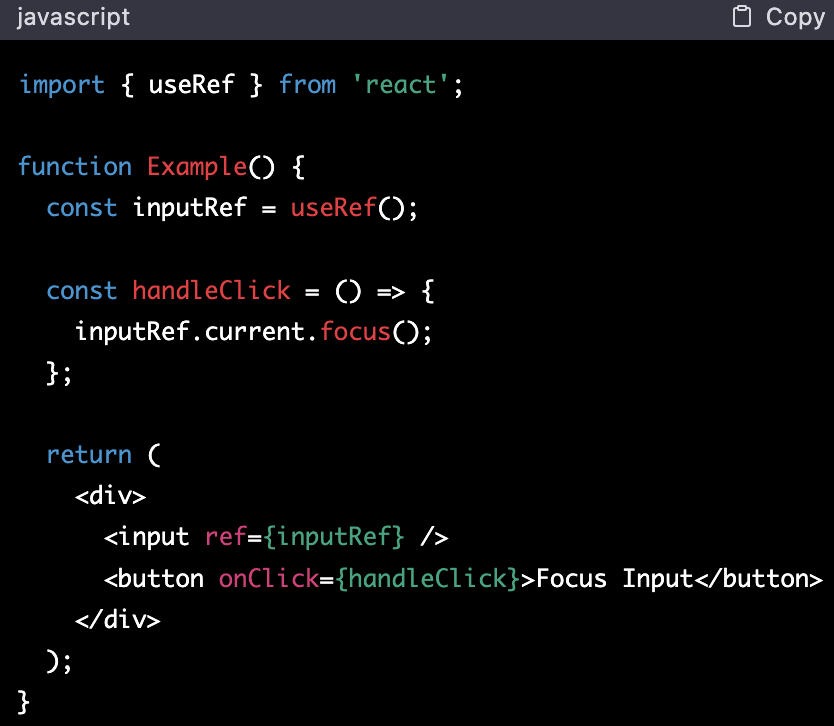 javascript
Copy
import { useRef } from 'react';
function Example() {
  const inputRef = useRef();
  const handleClick = () => {
    inputRef.current.focus();
  };
  return (
    <div>
      <input ref={inputRef} />
      <button onClick={handleClick}>Focus Input</button>
    </div>
  );
}